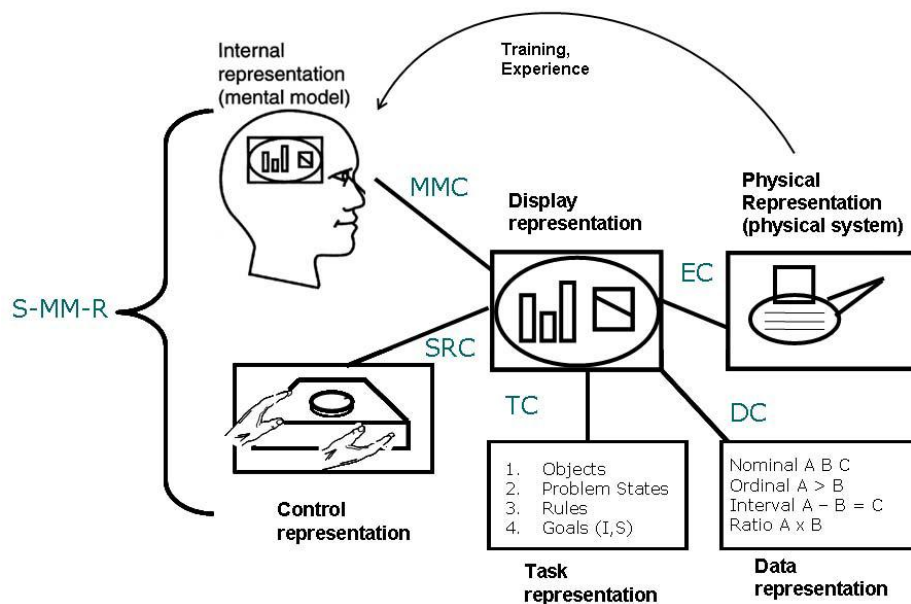 Internal
representation
(mental model)
Training,
Experience
MMC
Display
representation
Physical
Representation
(physical system)
EC
S-MM-R
SRC
TC
DC
Control
representation
1. Objects
2. Problem States
3. Rules
4. Goals (I,S)
Task
representation
Nominal A B C
Ordinal A > B
Interval A – B = C
Ratio A x B
Data
representation